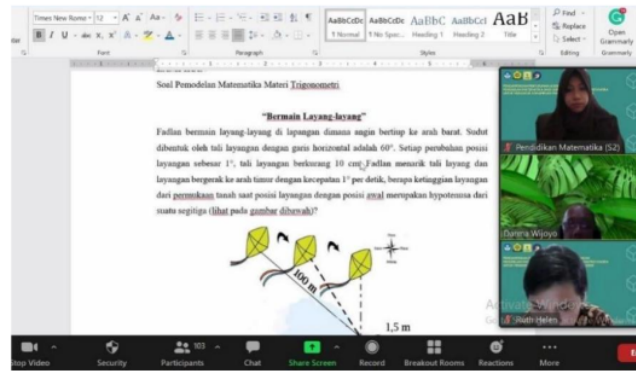 Times New Roma 12
AaBbCcDc AaBbCcDc AaBbC AaBbCcI AaB
1 Normal 1 No Spac... Heading 1 Heading 2 Title
Find
Replace
Select
Open
Grammarly
Font Paragraph Styles Editing Grammarly
Soal Pemodelan Matematika Materi Trigonometri
"Bermain Layang-layang"
Fadlan bermain layang-layang di lapangan dimana angin bertiup ke arah barat. Sudut
dibentuk oleh tali layangan dengan garis horizontal adalah 60°. Setiap perubahan posisi
layangan sebesar 1°, tali layangan berkurang 10 cm. Fadlan menarik tali layang dan
layangan bergerak ke arah timur dengan kecepatan 1° per detik, berapa ketinggian layangan
dari permukaan tanah saat posisi layangan dengan posisi awal merupakan hypotenusa dari
suatu segitiga (lihat pada gambar dibawah)?
100 m
1,5 m
Pendidikan Matematika (S2)
Darma Wijoyo
Ruth Helen
Activate Windows
Stop Video Security Participants 103 Chat Share Screen Record Breakout Rooms Reactions More